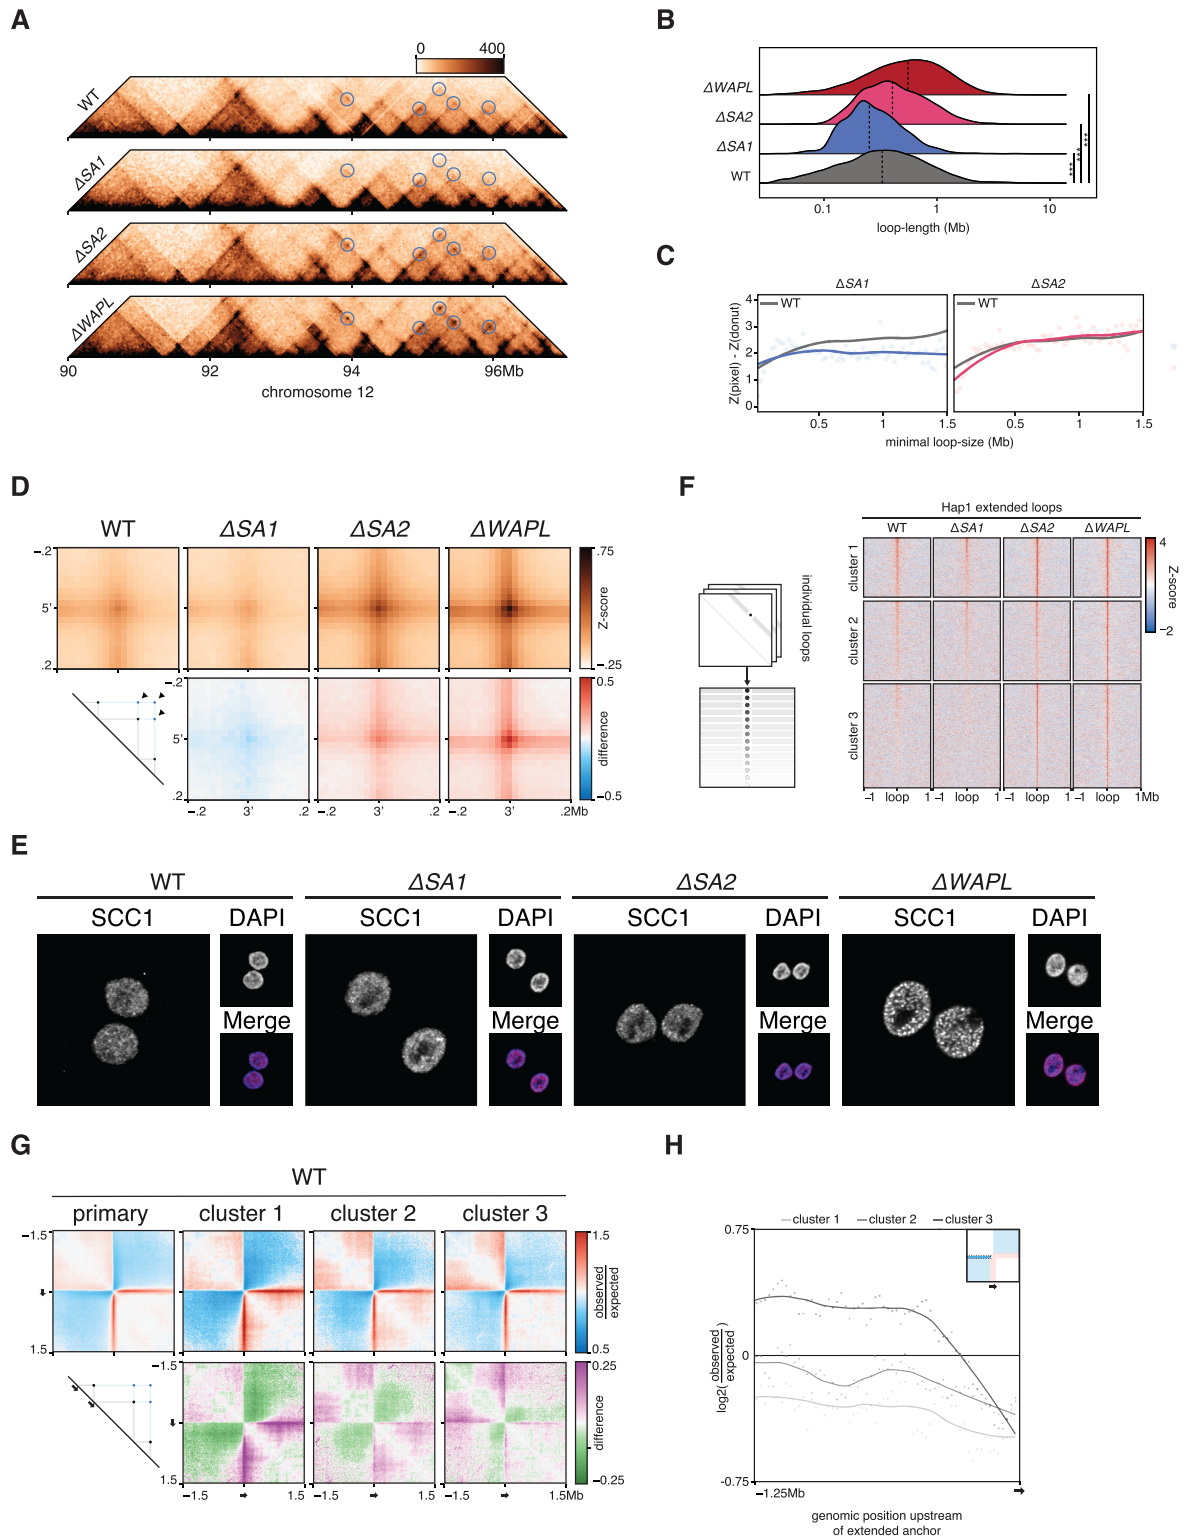 A
0 400
WT
ΔSA1
ΔSA2
ΔWAPL
90 92 94 96Mb
chromosome 12
B
ΔWAPL
ΔSA2
ΔSA1
WT
***
***
***
0.1 1 10
loop-length (Mb)
C
ΔSA1 ΔSA2
WT WT
4
3
2
1
0
Z(pixel) - Z(donut)
0.5 1 1.5 0.5 1 1.5
minimal loop-size (Mb)
D
WT ΔSA1 ΔSA2 ΔWAPL
−.2
5'
.2
.75
Z-score
−.25
−.2
5'
.2
0.5
difference
−0.5
−.2 3' .2 −.2 3' .2 −.2 3' .2Mb
F
Hap1 extended loops
WT ΔSA1 ΔSA2 ΔWAPL
individual loops
cluster 1
cluster 2
cluster 3
4
Z-score
−2
−1 loop 1 −1 loop 1 −1 loop 1 −1 loop 1Mb
E
WT ΔSA1 ΔSA2 ΔWAPL
SCC1 DAPI SCC1 DAPI SCC1 DAPI SCC1 DAPI
Merge Merge Merge Merge
G
WT
primary cluster 1 cluster 2 cluster 3
−1.5
1.5
1.5
observed
expected
0.5
−1.5
1.5
0.25
difference
−0.25
−1.5 1.5 −1.5 1.5 −1.5 1.5Mb
H
cluster 1 cluster 2 cluster 3
0.75
0
-0.75
log2(observed
expected)
−1.25Mb
genomic position upstream
of extended anchor